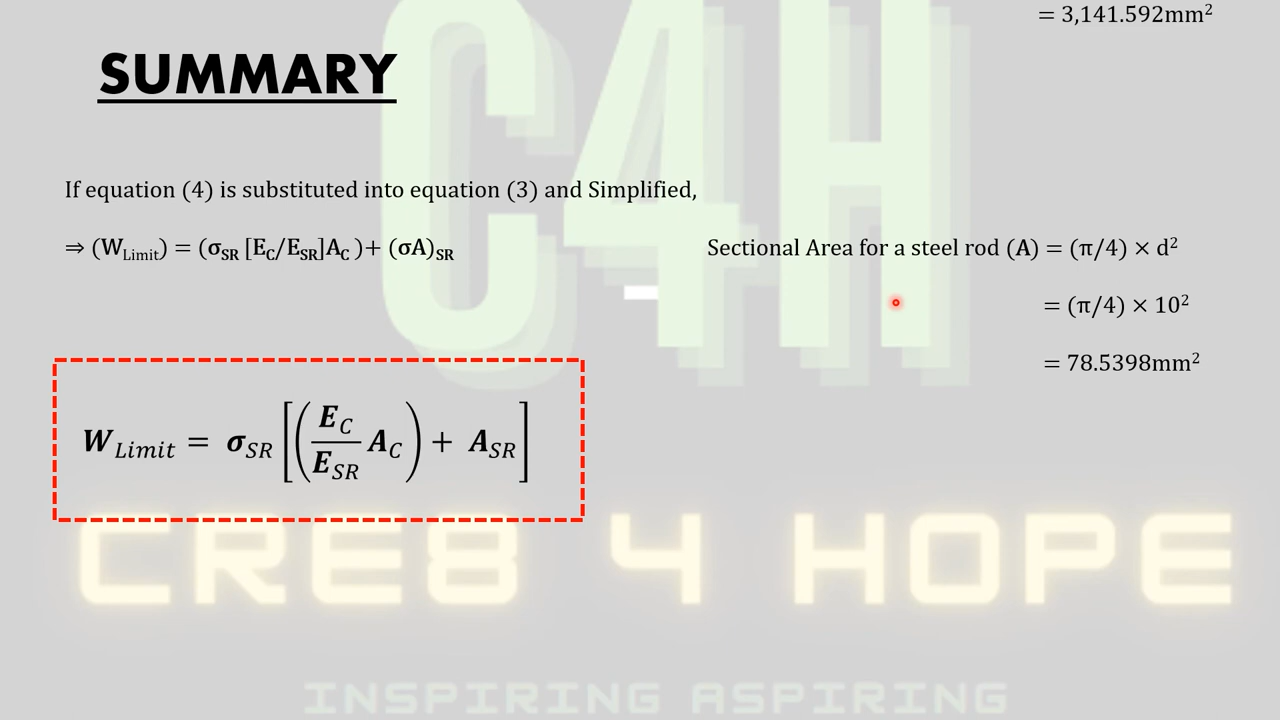 = 3,141.592mm²
SUMMARY
If equation (4) is substituted into equation (3) and Simplified,
⇒ (W_Limit) = (σ_SR [E_C/E_SR]A_C )+ (σA)_SR
Sectional Area for a steel rod (A) = (π/4) × d²
= (π/4) × 10²
= 78.5398mm²
W_Limit = σ_SR [(E_C/E_SR A_C) + A_SR]
C4H
CRE8 4 HOPE
INSPIRING ASPIRING